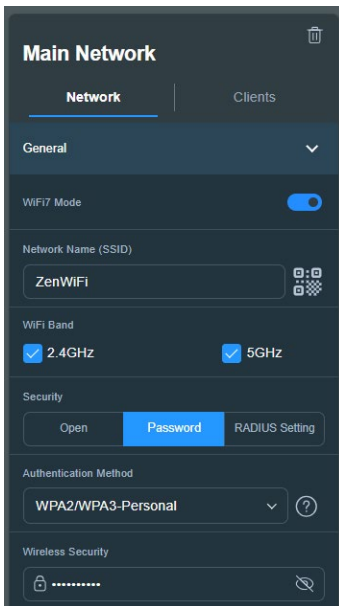 Main Network
Network Clients
General
WiFi7 Mode
Network Name (SSID)
ZenWiFi
WiFi Band
2.4GHz 5GHz
Security
Open Password RADIUS Setting
Authentication Method
WPA2/WPA3-Personal
Wireless Security
••••••••••